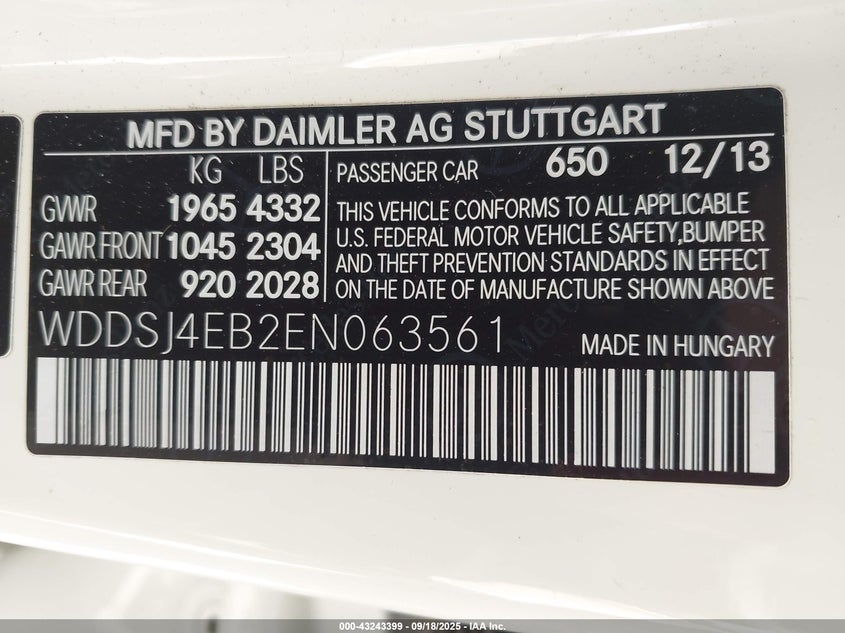 MFD BY DAIMLER AG STUTTGART
KG LBS
GVWR 1965 4332
GAWR FRONT 1045 2304
GAWR REAR 920 2028
PASSENGER CAR 650 12/13
THIS VEHICLE CONFORMS TO ALL APPLICABLE
U.S. FEDERAL MOTOR VEHICLE SAFETY,BUMPER
AND THEFT PREVENTION STANDARDS IN EFFECT
ON THE DATE OF MANUFACTURE SHOWN ABOVE
WDDSJ4EB2EN063561
MADE IN HUNGARY
000-43243399 - 09/18/2025 - IAA Inc.